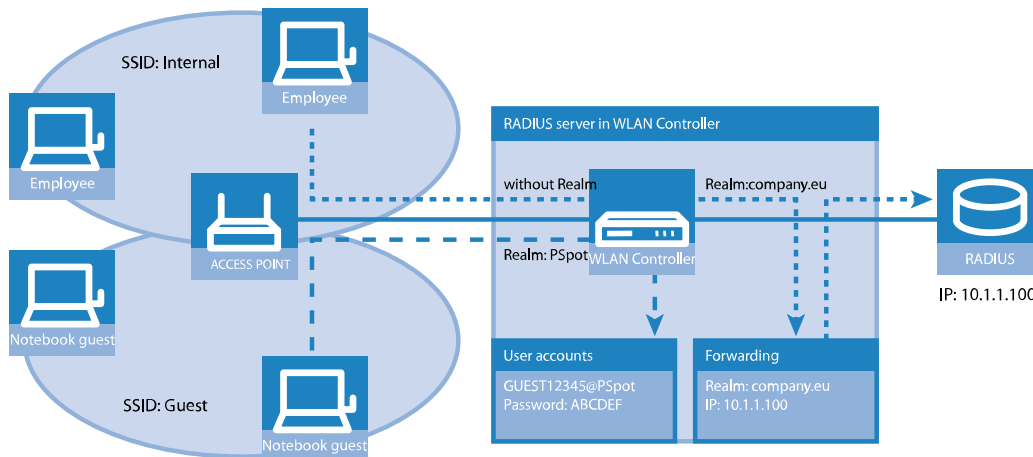 SSID: Internal
Employee
Employee
ACCESS POINT
Notebook guest
SSID: Guest
Notebook guest
RADIUS server in WLAN Controller
without Realm
Realm:company.eu
Realm: PSpot
WLAN Controller
User accounts
GUEST12345@PSpot
Password: ABCDEF
Forwarding
Realm: company.eu
IP: 10.1.1.100
RADIUS
IP: 10.1.1.100